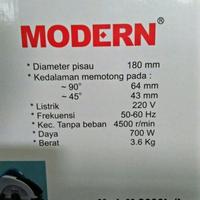 MODERN®
* Diameter pisau : 180 mm
* Kedalaman memotong pada :
~ 90° 64 mm
~ 45° 43 mm
* Listrik : 220 V
* Frekuensi : 50-60 Hz
* Kec. Tanpa beban : 4500 r/min
* Daya : 700 W
* Berat : 3.6 Kg